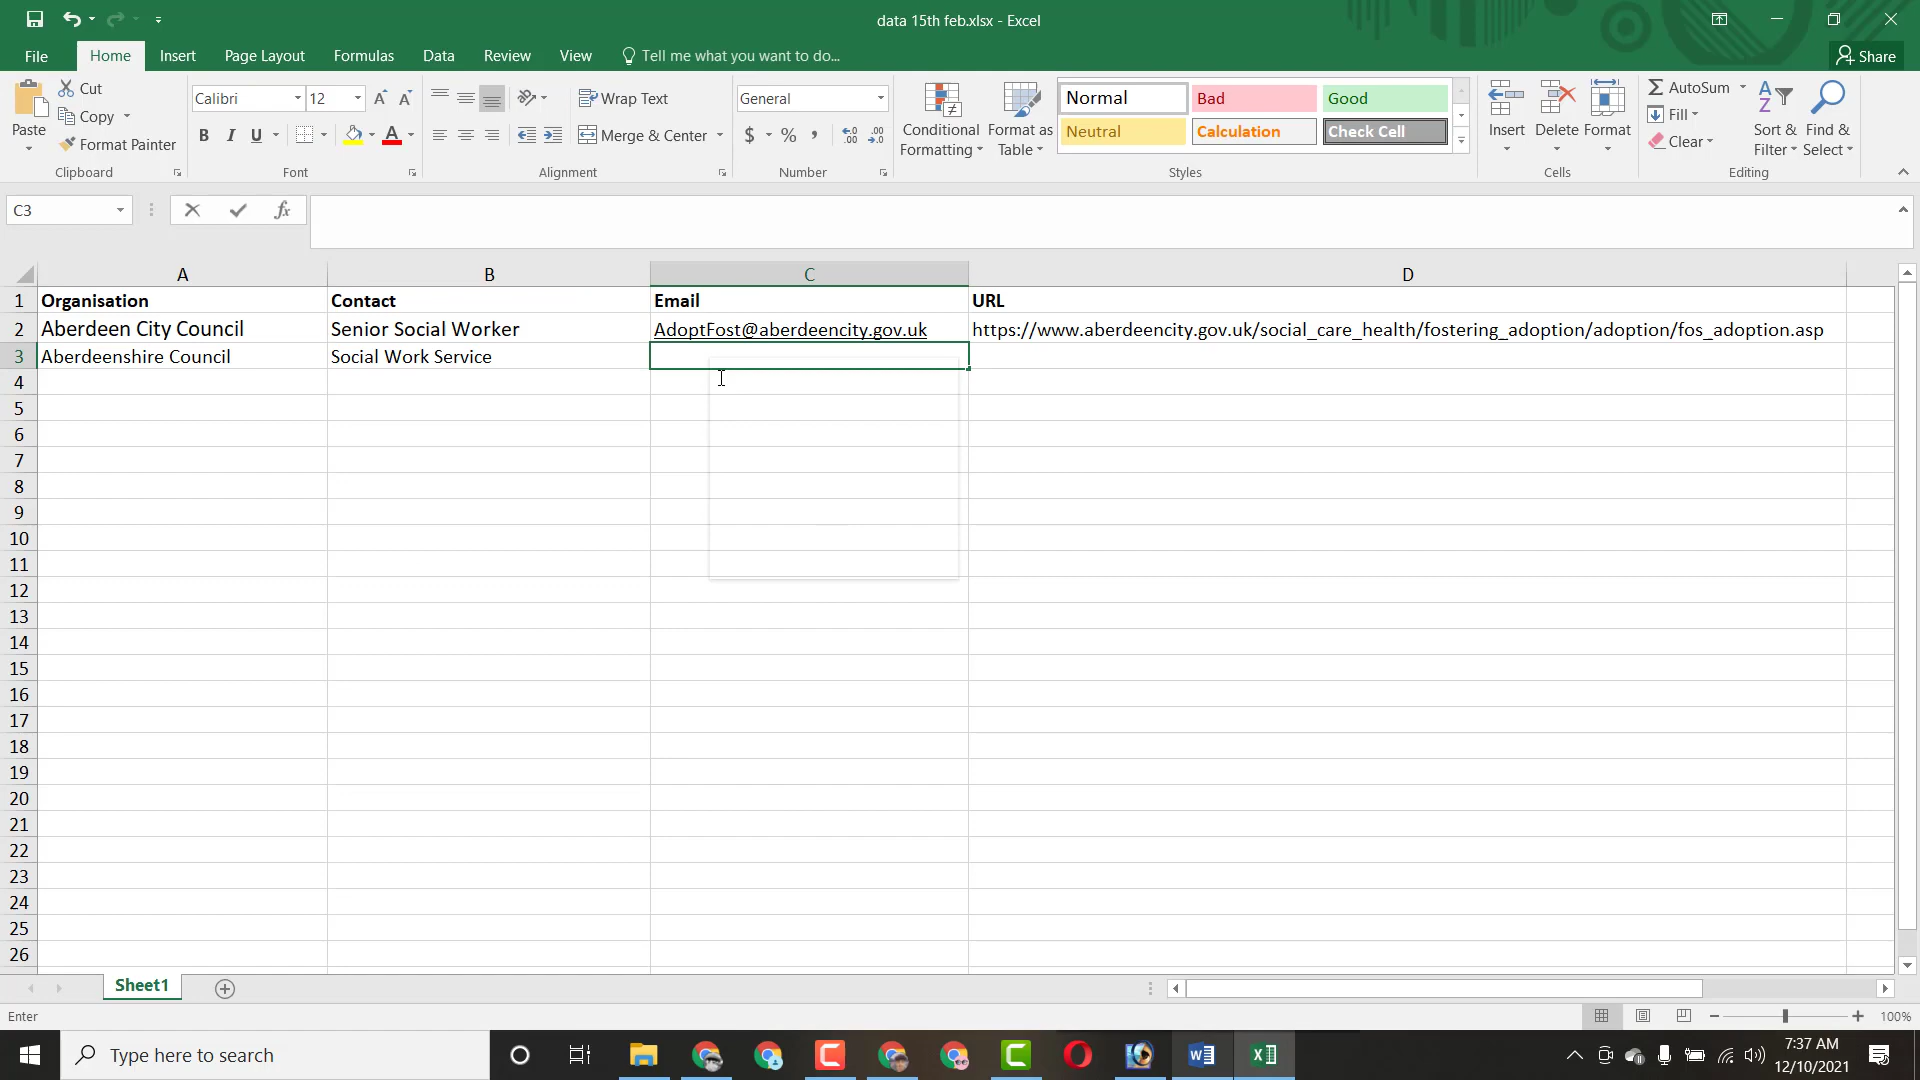 data 15th feb.xlsx - Excel
File Home Insert Page Layout Formulas Data Review View Tell me what you want to do... Share
Paste Cut Copy Format Painter Clipboard
Calibri 12 A A B I U A Font
Wrap Text Merge & Center Alignment
General $ % , .00 Number
Conditional Formatting Format as Table
Normal Bad Good
Neutral Calculation Check Cell
Styles
Insert Delete Format Cells
AutoSum Fill Clear Sort & Filter Find & Select Editing
C3 fx
A B C D
1 Organisation Contact Email URL
2 Aberdeen City Council Senior Social Worker AdoptFost@aberdeencity.gov.uk https://www.aberdeencity.gov.uk/social_care_health/fostering_adoption/adoption/fos_adoption.asp
3 Aberdeenshire Council Social Work Service
4
5
6
7
8
9
10
11
12
13
14
15
16
17
18
19
20
21
22
23
24
25
26
Sheet1
Enter 100%
Type here to search
7:37 AM
12/10/2021